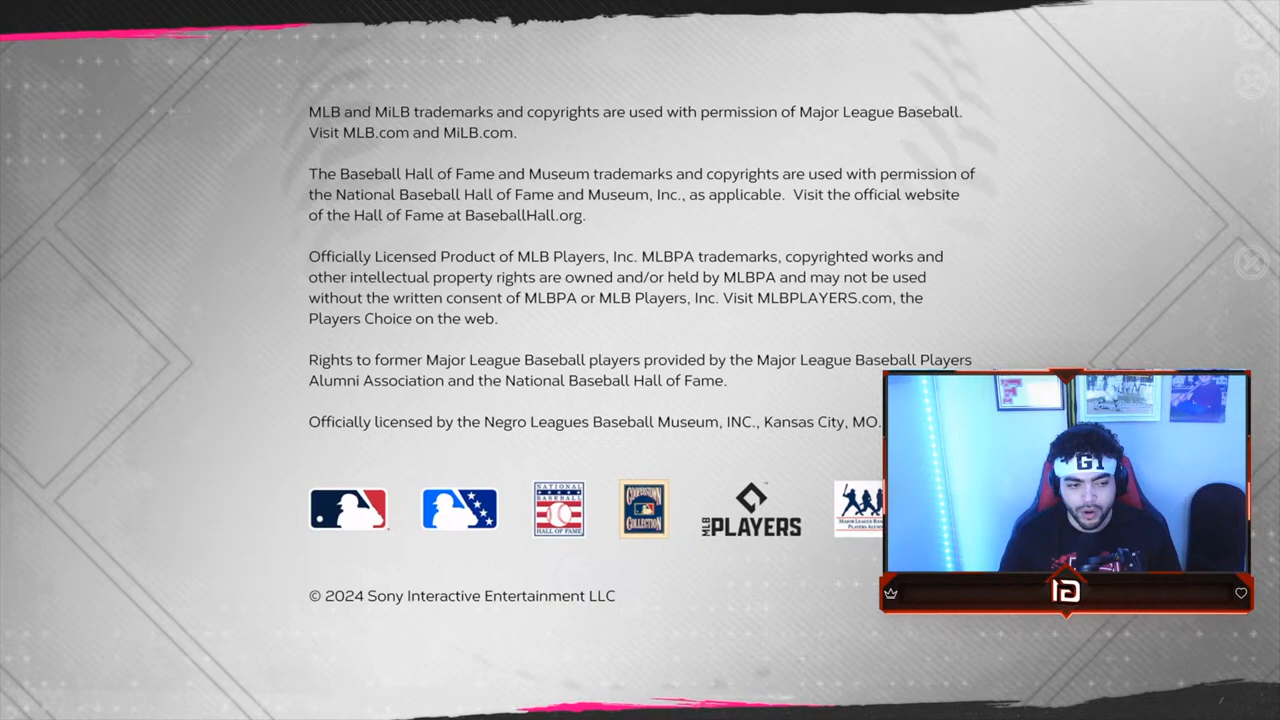 MLB and MiLB trademarks and copyrights are used with permission of Major League Baseball.
Visit MLB.com and MiLB.com.
The Baseball Hall of Fame and Museum trademarks and copyrights are used with permission of
the National Baseball Hall of Fame and Museum, Inc., as applicable. Visit the official website
of the Hall of Fame at BaseballHall.org.
Officially Licensed Product of MLB Players, Inc. MLBPA trademarks, copyrighted works and
other intellectual property rights are owned and/or held by MLBPA and may not be used
without the written consent of MLBPA or MLB Players, Inc. Visit MLBPLAYERS.com, the
Players Choice on the web.
Rights to former Major League Baseball players provided by the Major League Baseball Players
Alumni Association and the National Baseball Hall of Fame.
Officially licensed by the Negro Leagues Baseball Museum, INC., Kansas City, MO.
NATIONAL
BASEBALL
HALL OF FAME
COOPERSTOWN
COLLECTION
MLB PLAYERS
MAJOR LEAGUE
PLAYERS
G1
© 2024 Sony Interactive Entertainment LLC